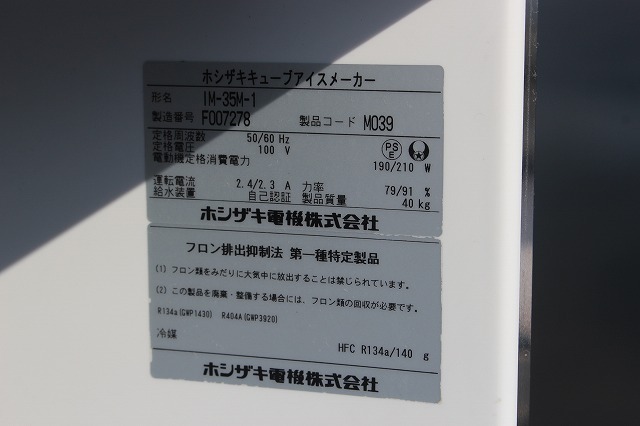 ホシザキキューブアイスメーカー
形名 IM-35M-1
製造番号 F007278 製品コード M039
定格周波数 50/60 Hz
定格電圧 100 V
電動機定格消費電力 190/210 W
運転電流 2.4/2.3 A 力率 79/91 %
給水装置 自己認証 製品質量 40 kg
ホシザキ電機株式会社
フロン排出抑制法 第一種特定製品
(1) フロン類をみだりに大気中に放出することは禁じられています。
(2) この製品を廃棄・整備する場合には、フロン類の回収が必要です。
R134a(GWP1430) R404A(GWP3920)
冷媒 HFC R134a/140 g
ホシザキ電機株式会社